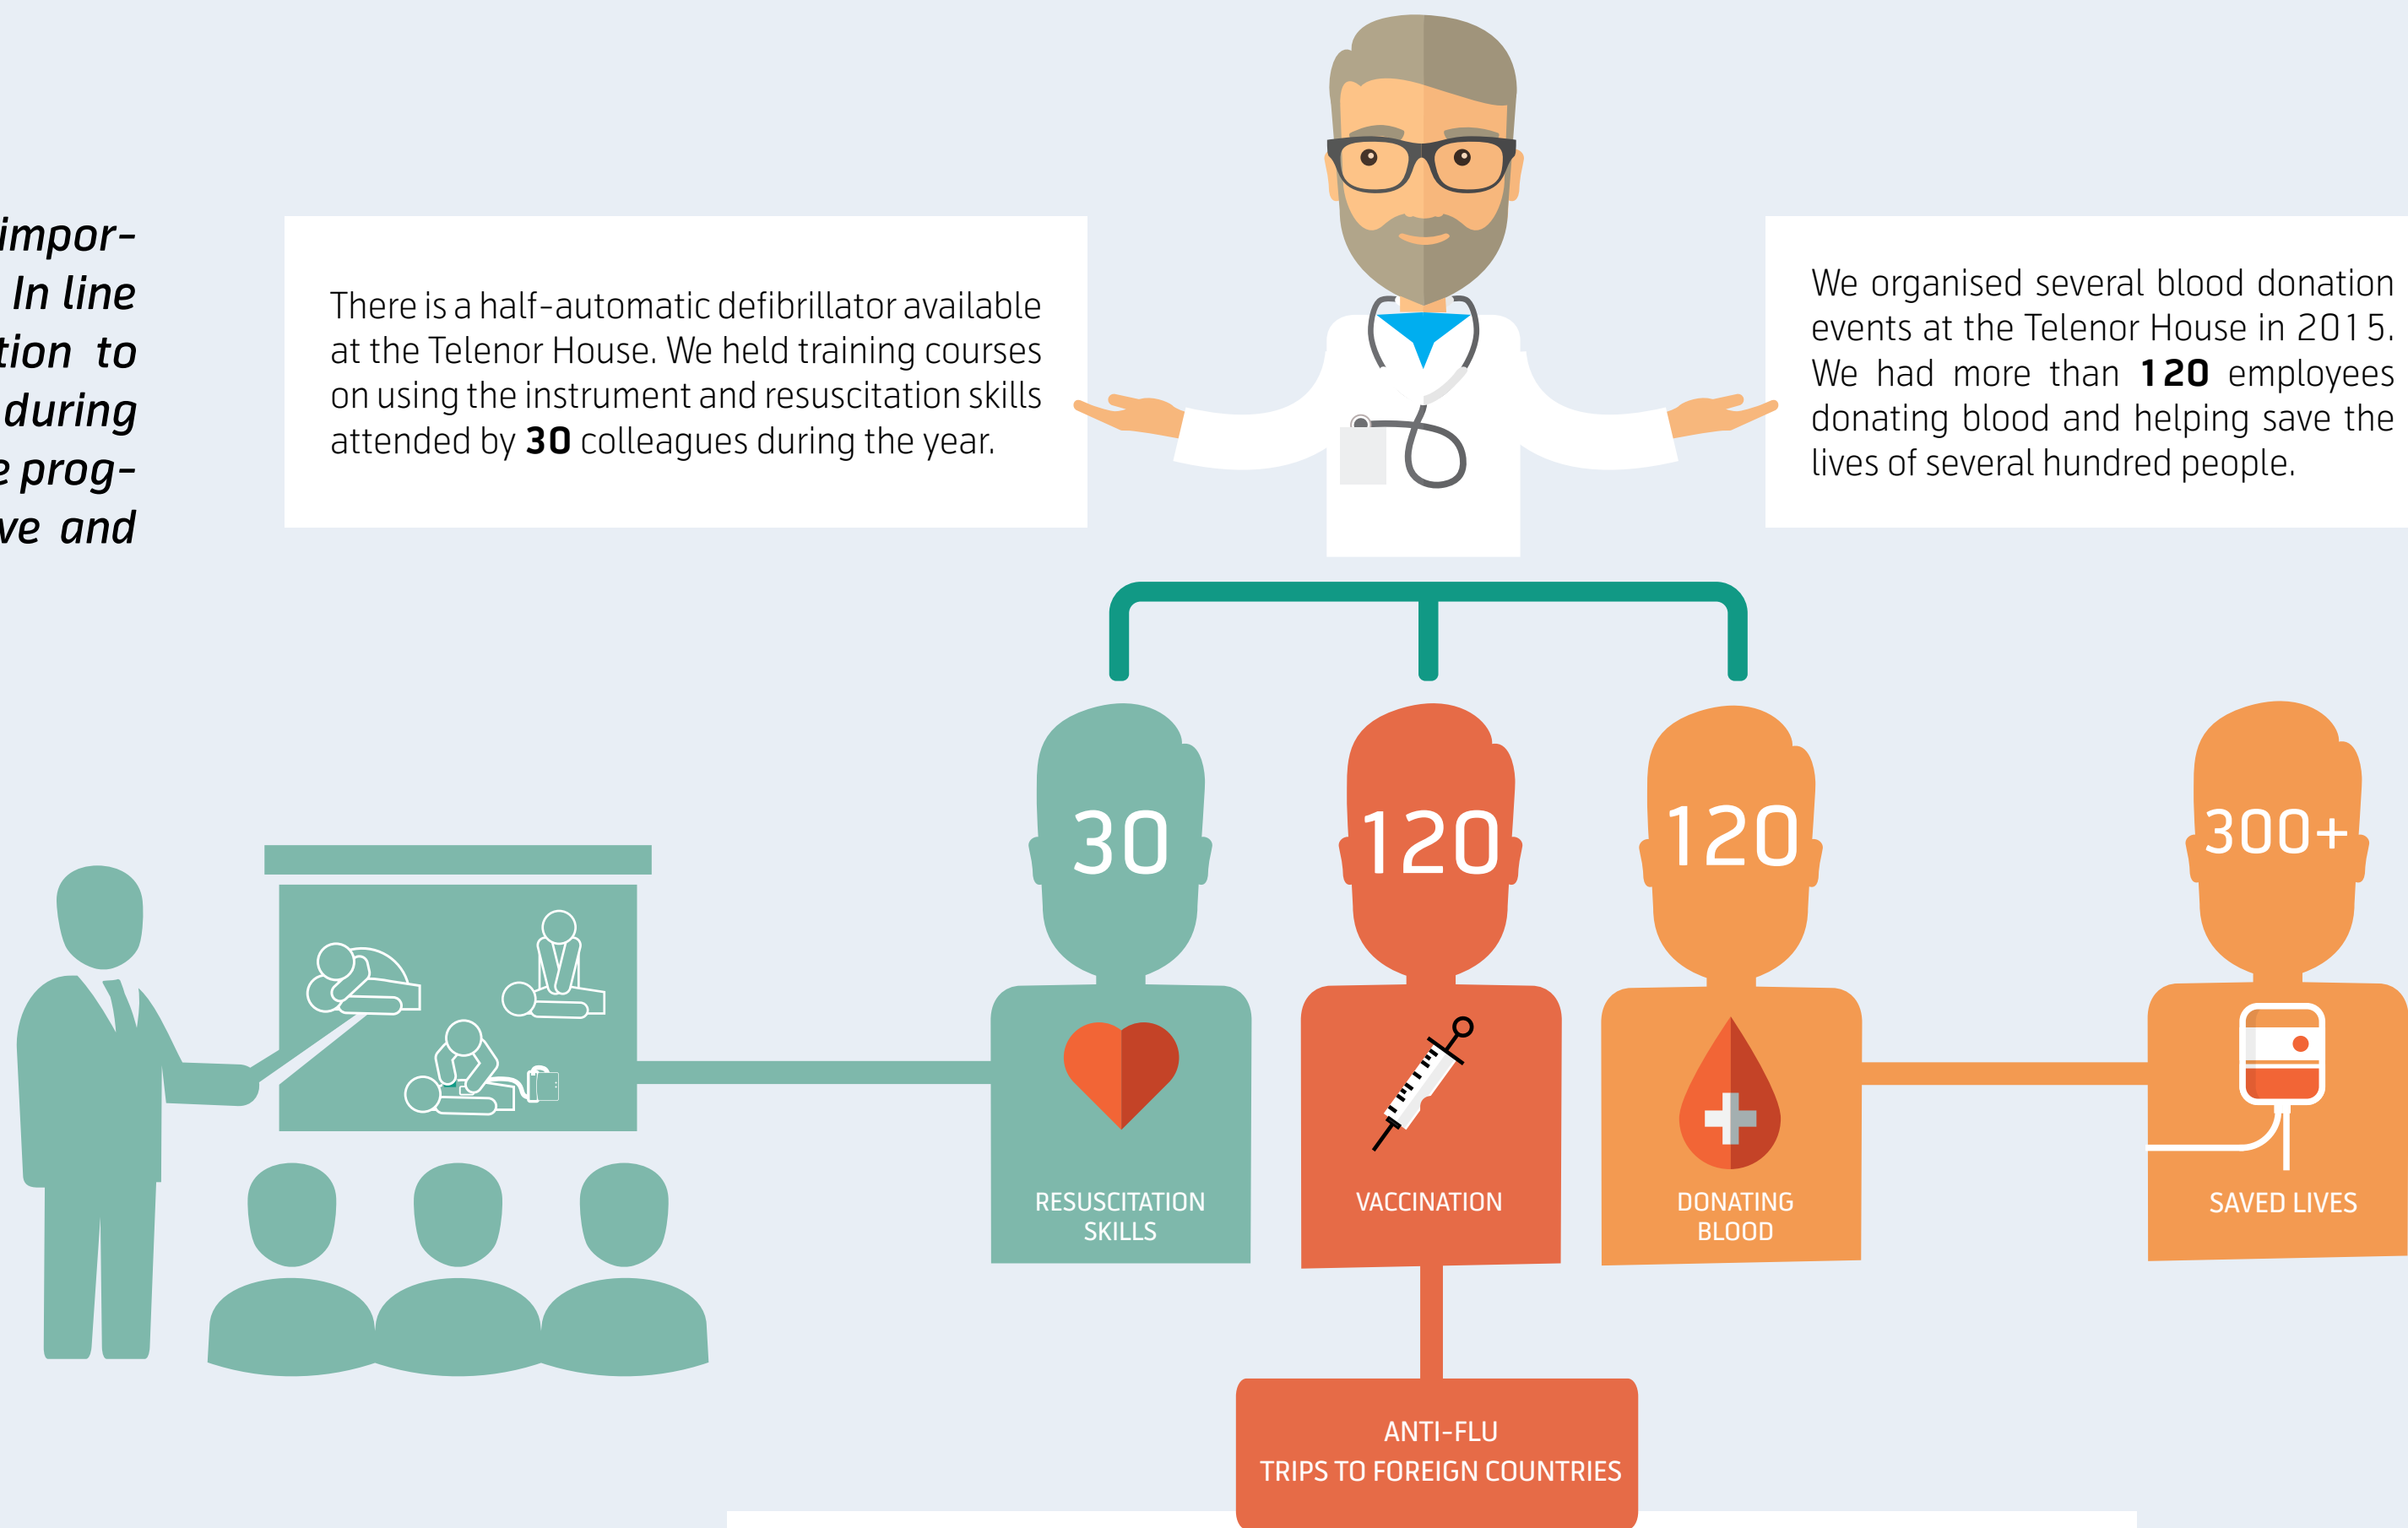 impor-
In line
tion to
during
e prog-
ve and
There is a half-automatic defibrillator available
at the Telenor House. We held training courses
on using the instrument and resuscitation skills
attended by 30 colleagues during the year.
We organised several blood donation
events at the Telenor House in 2015.
We had more than 120 employees
donating blood and helping save the
lives of several hundred people.
30
RESUSCITATION
SKILLS
120
VACCINATION
120
DONATING
BLOOD
300+
SAVED LIVES
ANTI-FLU
TRIPS TO FOREIGN COUNTRIES